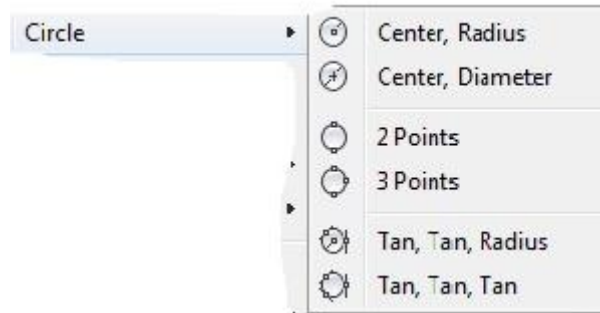 Circle
Center, Radius
Center, Diameter
2 Points
3 Points
Tan, Tan, Radius
Tan, Tan, Tan